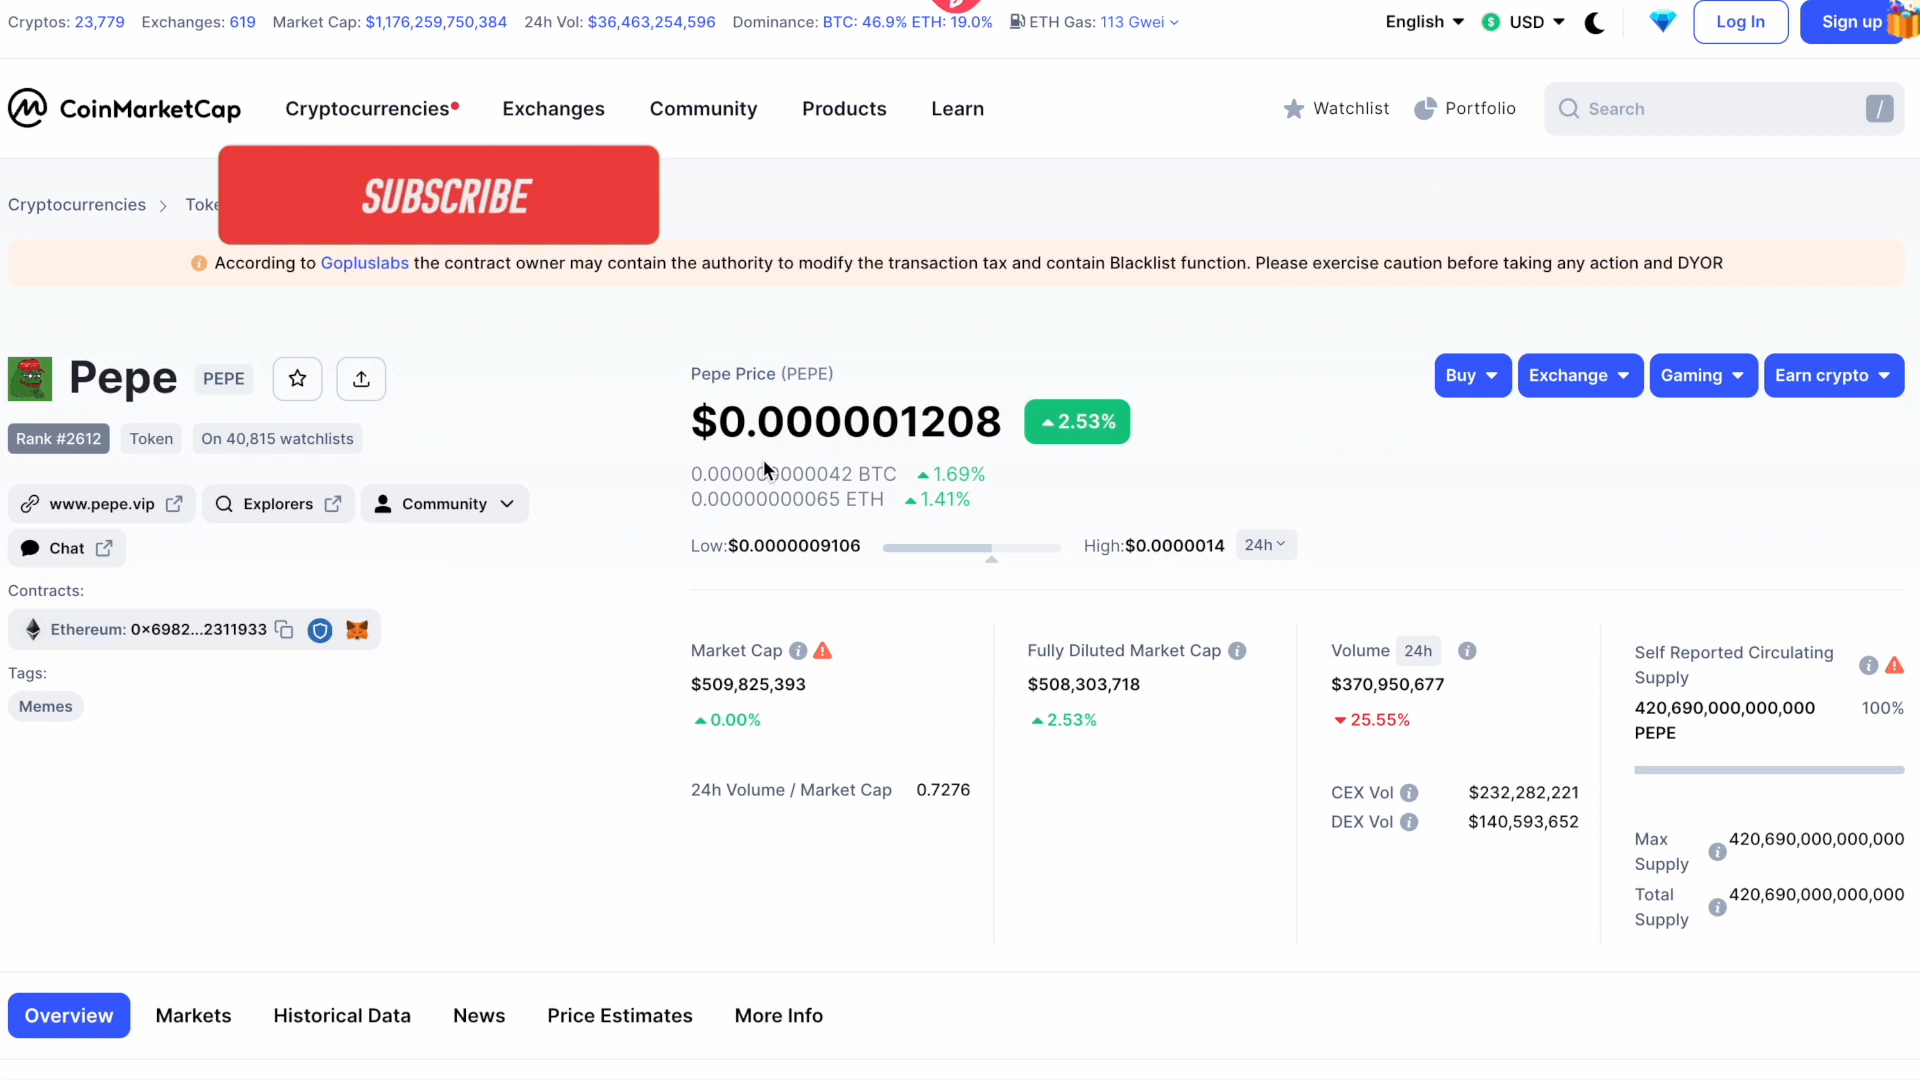 Cryptos: 23,779 Exchanges: 619 Market Cap: $1,176,259,750,384 24h Vol: $36,463,254,596 Dominance: BTC: 46.9% ETH: 19.0% ETH Gas: 113 Gwei English USD Log In Sign up
CoinMarketCap Cryptocurrencies Exchanges Community Products Learn Watchlist Portfolio Search /
SUBSCRIBE
Cryptocurrencies
According to Gopluslabs the contract owner may contain the authority to modify the transaction tax and contain Blacklist function. Please exercise caution before taking any action and DYOR
Pepe PEPE
Rank #2612 Token On 40,815 watchlists
www.pepe.vip Explorers Community
Chat
Contracts:
Ethereum: 0x6982...2311933
Tags:
Memes
Pepe Price (PEPE)
$0.000001208 2.53%
BTC 1.69%
0.00000000065 ETH 1.41%
Low:$0.0000009106 High:$0.0000014 24h
Buy Exchange Gaming Earn crypto
Market Cap
$509,825,393
0.00%
24h Volume / Market Cap 0.7276
Fully Diluted Market Cap
$508,303,718
2.53%
Volume 24h
$370,950,677
25.55%
CEX Vol $232,282,221
DEX Vol $140,593,652
Self Reported Circulating
Supply
420,690,000,000,000 100%
PEPE
Max 420,690,000,000,000
Supply
Total 420,690,000,000,000
Supply
Overview Markets Historical Data News Price Estimates More Info